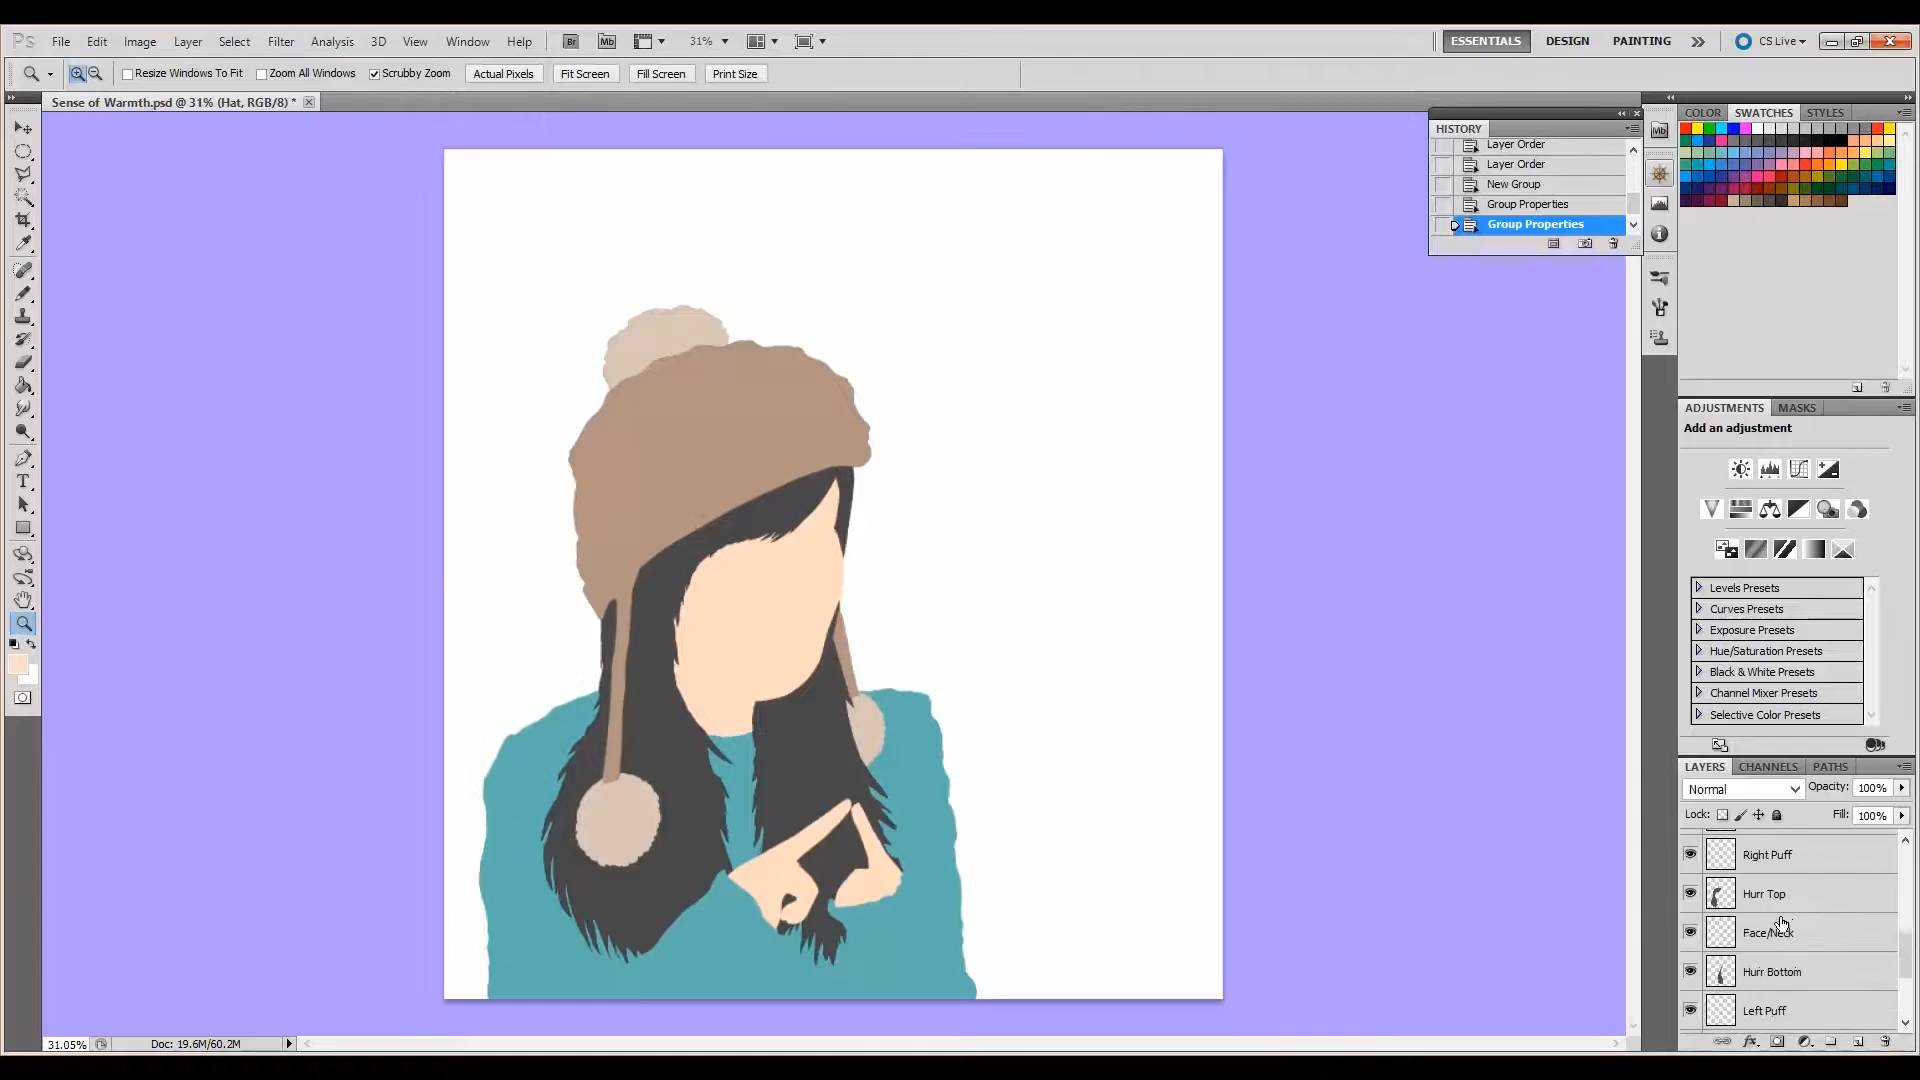 Ps File Edit Image Layer Select Filter Analysis 3D View Window Help Br Mb 31% ESSENTIALS DESIGN PAINTING CS Live
Resize Windows To Fit Zoom All Windows Scrubby Zoom Actual Pixels Fit Screen Fill Screen Print Size
Sense of Warmth.psd @ 31% (Hat, RGB/8) *
HISTORY
Layer Order
Layer Order
New Group
Group Properties
Group Properties
Mb
COLOR SWATCHES STYLES
ADJUSTMENTS MASKS
Add an adjustment
Levels Presets
Curves Presets
Exposure Presets
Hue/Saturation Presets
Black & White Presets
Channel Mixer Presets
Selective Color Presets
LAYERS CHANNELS PATHS
Normal Opacity: 100%
Lock: Fill: 100%
Right Puff
Hurr Top
Face/Neck
Hurr Bottom
Left Puff
31.05% Doc: 19.6M/60.2M